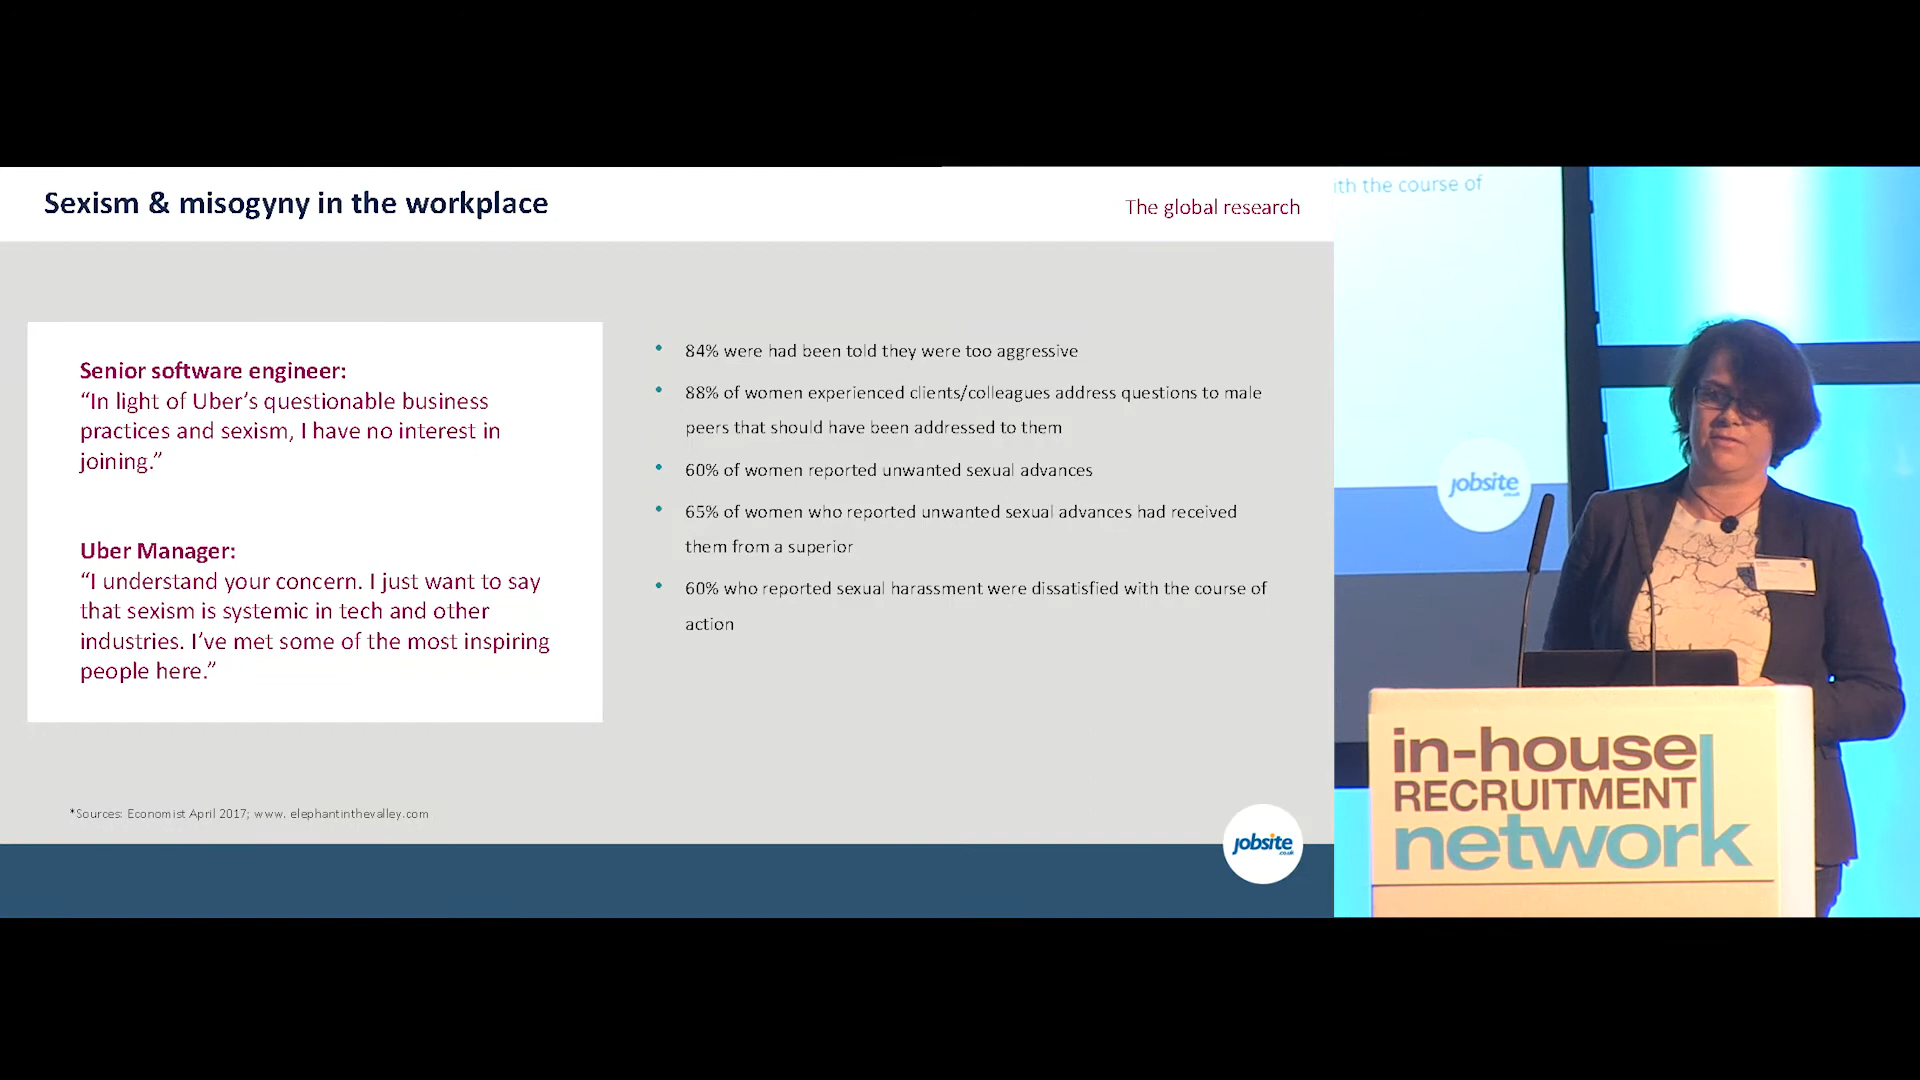 Sexism & misogyny in the workplace
The global research
Senior software engineer:
“In light of Uber’s questionable business
practices and sexism, I have no interest in
joining.”
Uber Manager:
“I understand your concern. I just want to say
that sexism is systemic in tech and other
industries. I’ve met some of the most inspiring
people here.”
• 84% were had been told they were too aggressive
• 88% of women experienced clients/colleagues address questions to male
peers that should have been addressed to them
• 60% of women reported unwanted sexual advances
• 65% of women who reported unwanted sexual advances had received
them from a superior
• 60% who reported sexual harassment were dissatisfied with the course of
action
*Sources: Economist April 2017; www. elephantinthevalley.com
jobsite
.co.uk
ith the course of
jobsite
.co.uk
in-house
RECRUITMENT
network